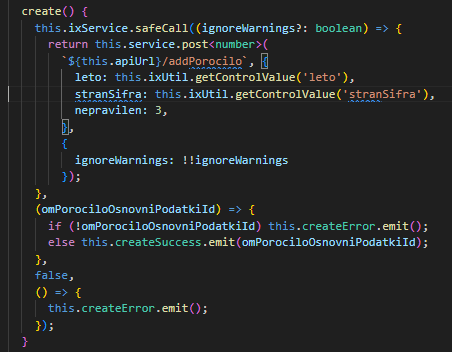 create() {
  this.ixService.safeCall((ignoreWarnings?: boolean) => {
    return this.service.post<number>(
      `${this.apiUrl}/addPorocilo`, {
        leto: this.ixUtil.getControlValue('leto'),
        stranSifra: this.ixUtil.getControlValue('stranSifra'),
        nepravilen: 3,
      },
      {
        ignoreWarnings: !!ignoreWarnings
      });
  },
  (omPorociloOsnovniPodatkiId) => {
    if (!omPorociloOsnovniPodatkiId) this.createError.emit();
    else this.createSuccess.emit(omPorociloOsnovniPodatkiId);
  },
  false,
  () => {
    this.createError.emit();
  });
}